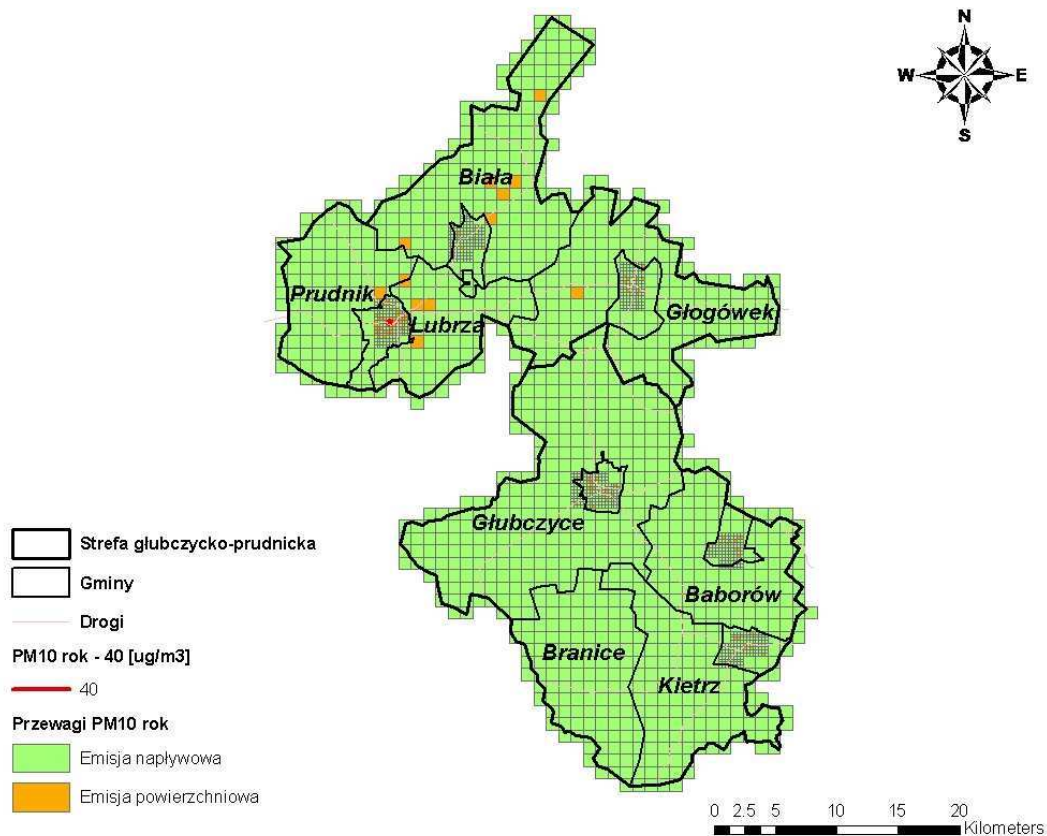 N
W E
S
Biała
Prudnik
Lubrza
Głogówek
Głubczyce
Baborów
Branice
Kietrz
Strefa głubczycko-prudnicka
Gminy
Drogi
PM10 rok - 40 [ug/m3]
40
Przewagi PM10 rok
Emisja napływowa
Emisja powierzchniowa
0 2.5 5 10 15 20
Kilometers